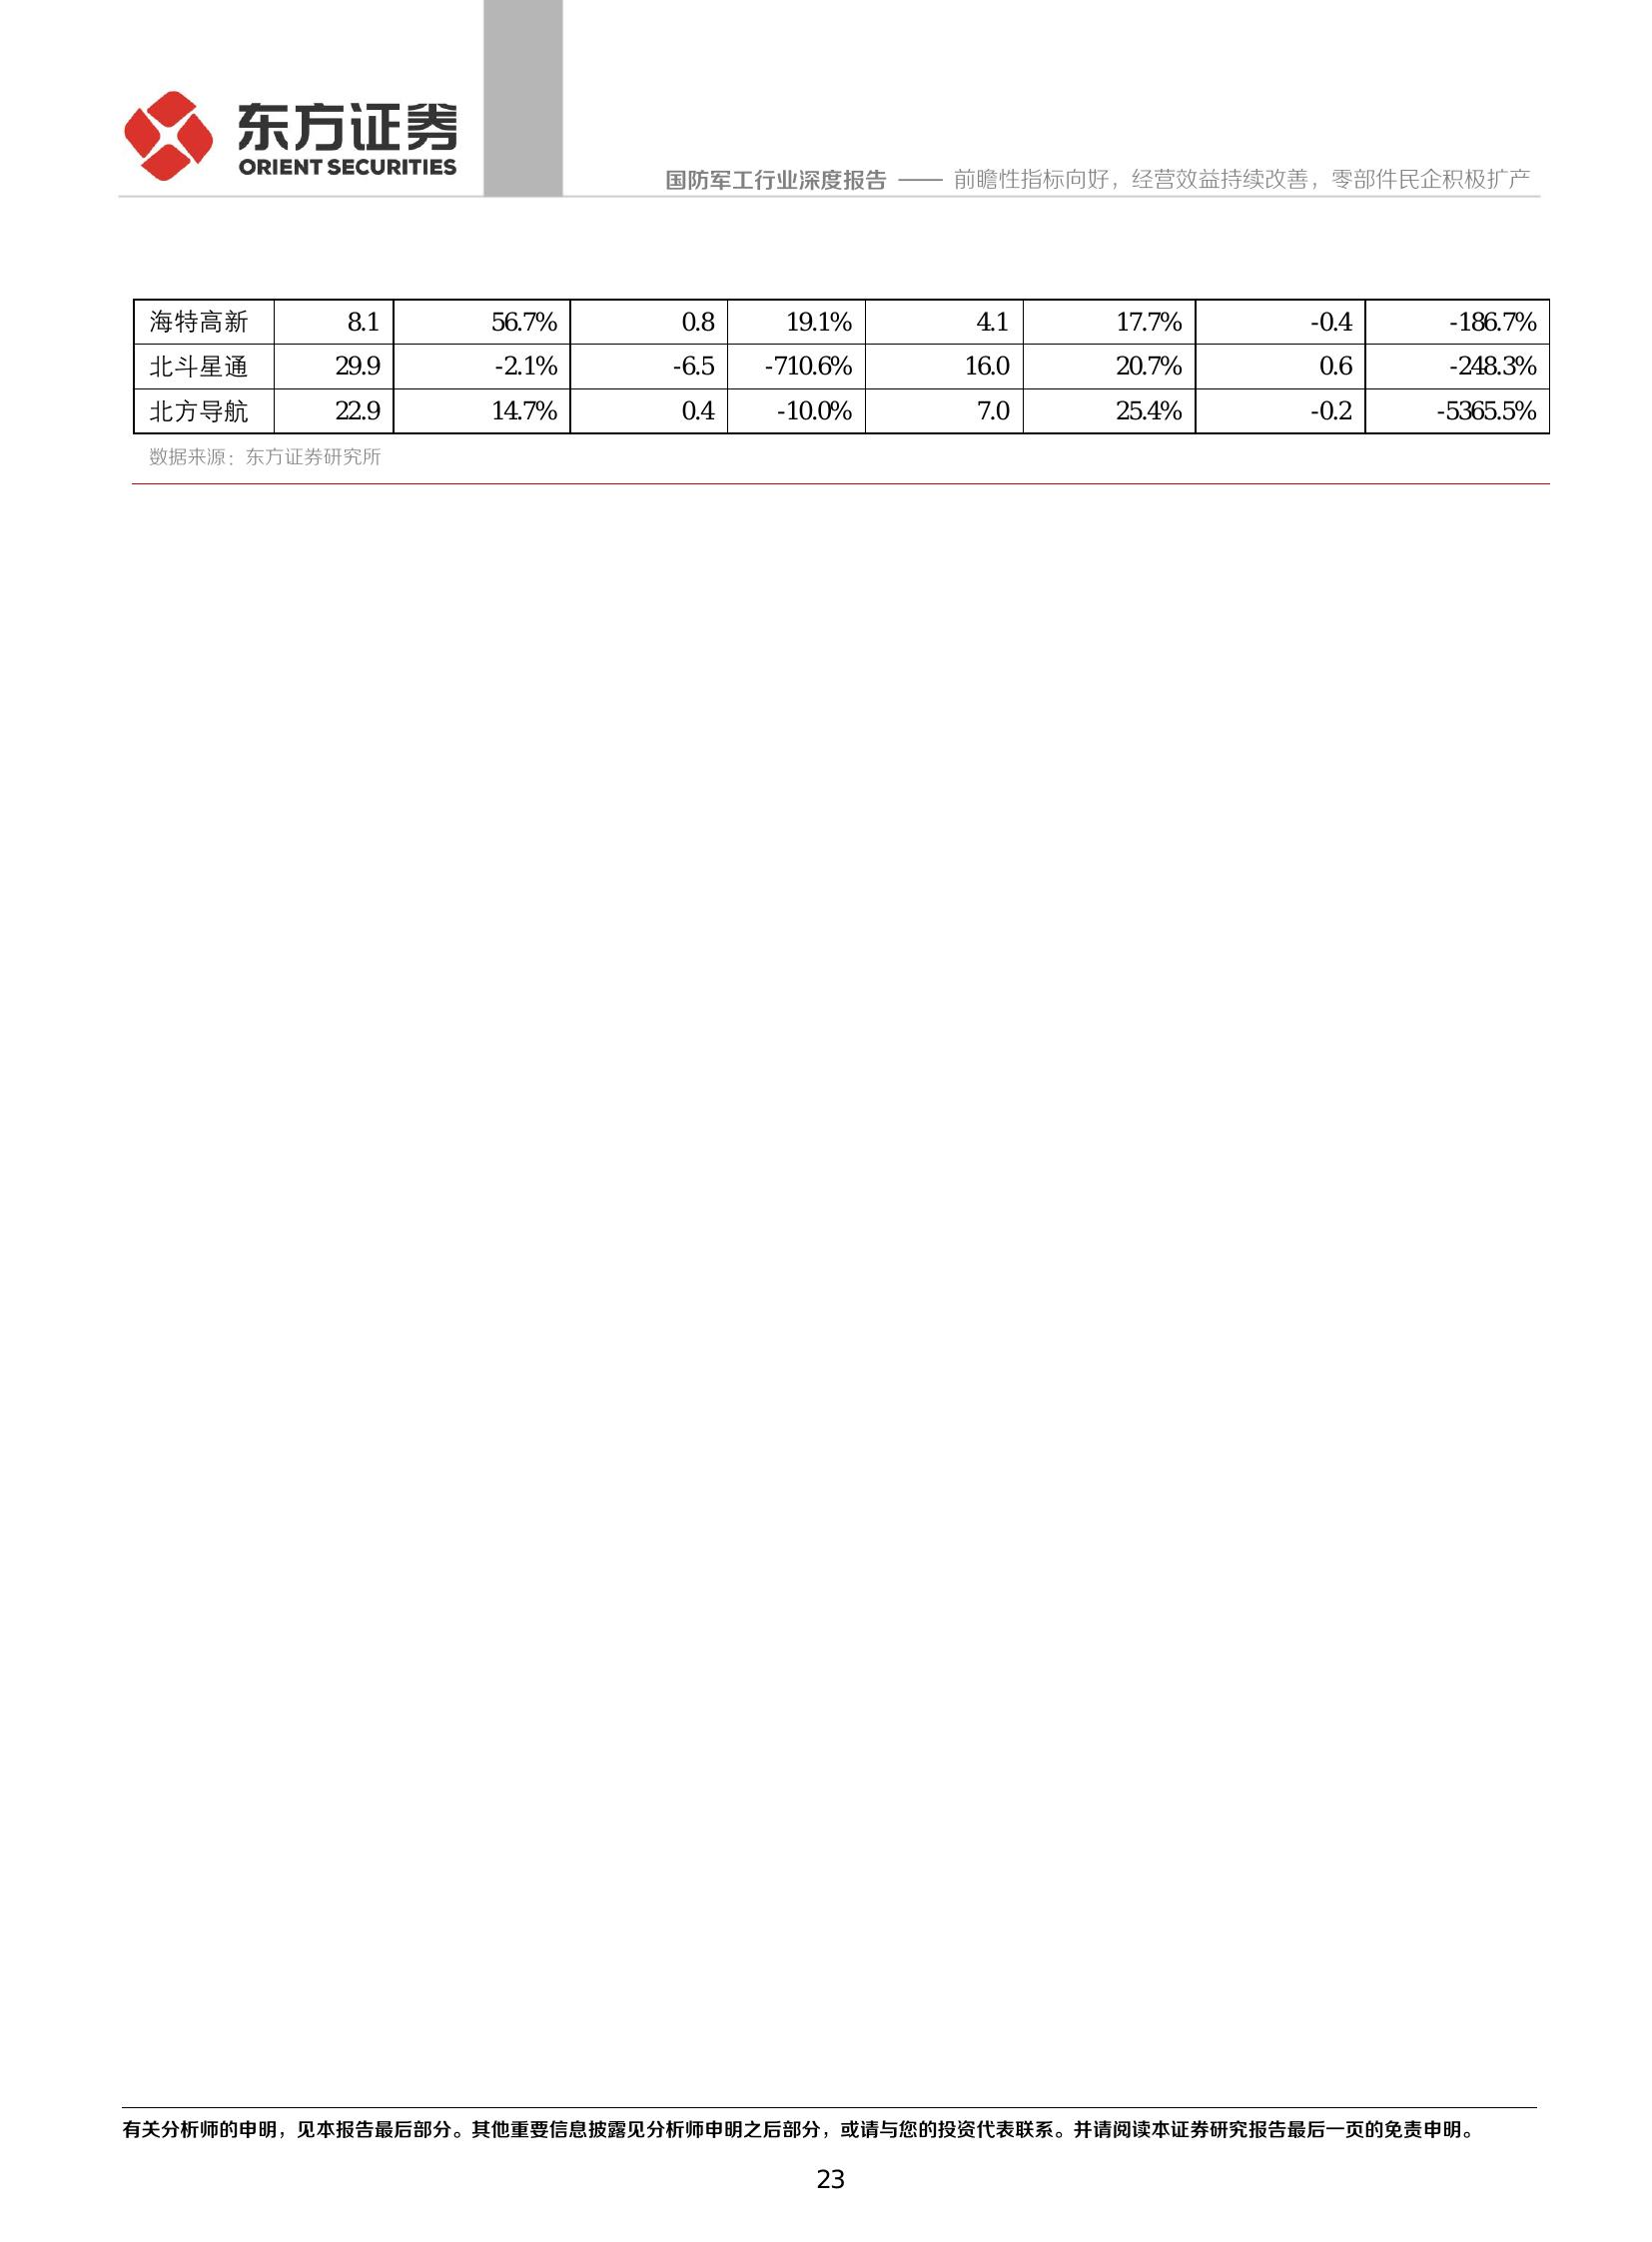 东方证券
ORIENT SECURITIES
国防军工行业深度报告 —— 前瞻性指标向好，经营效益持续改善，零部件民企积极扩产
海特高新 8.1 56.7% 0.8 19.1% 4.1 17.7% -0.4 -186.7%
北斗星通 29.9 -2.1% -6.5 -710.6% 16.0 20.7% 0.6 -248.3%
北方导航 22.9 14.7% 0.4 -10.0% 7.0 25.4% -0.2 -5365.5%
数据来源：东方证券研究所
有关分析师的申明，见本报告最后部分。其他重要信息披露见分析师申明之后部分，或请与您的投资代表联系。并请阅读本证券研究报告最后一页的免责申明。
23